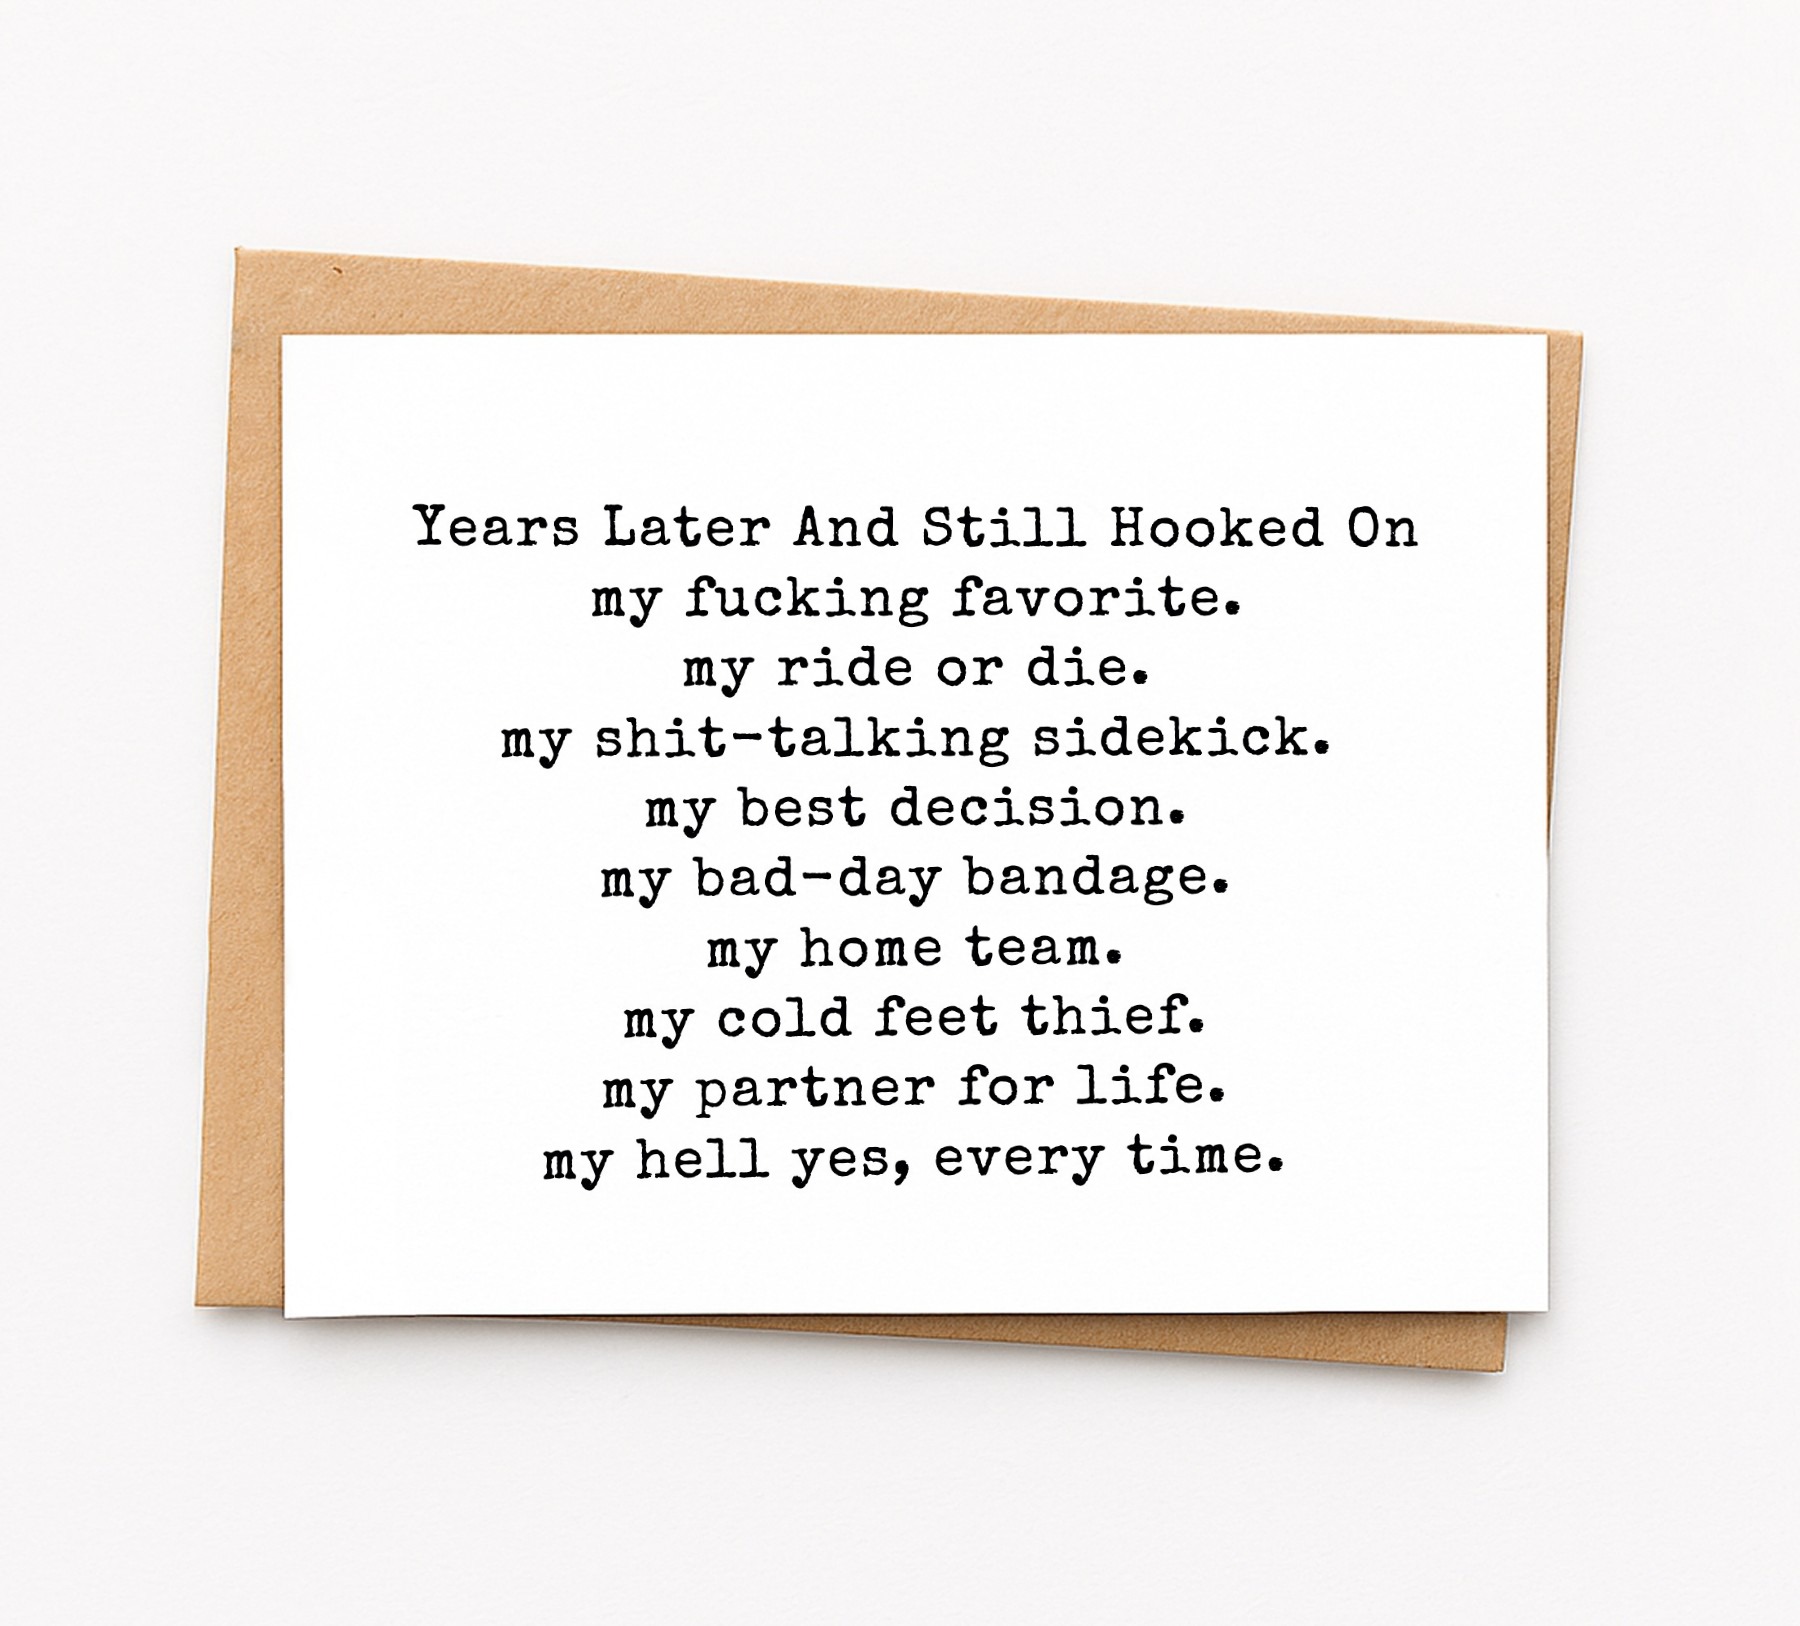 Years Later And Still Hooked On
my fucking favorite.
my ride or die.
my shit-talking sidekick.
my best decision.
my bad-day bandage.
my home team.
my cold feet thief.
my partner for life.
my hell yes, every time.